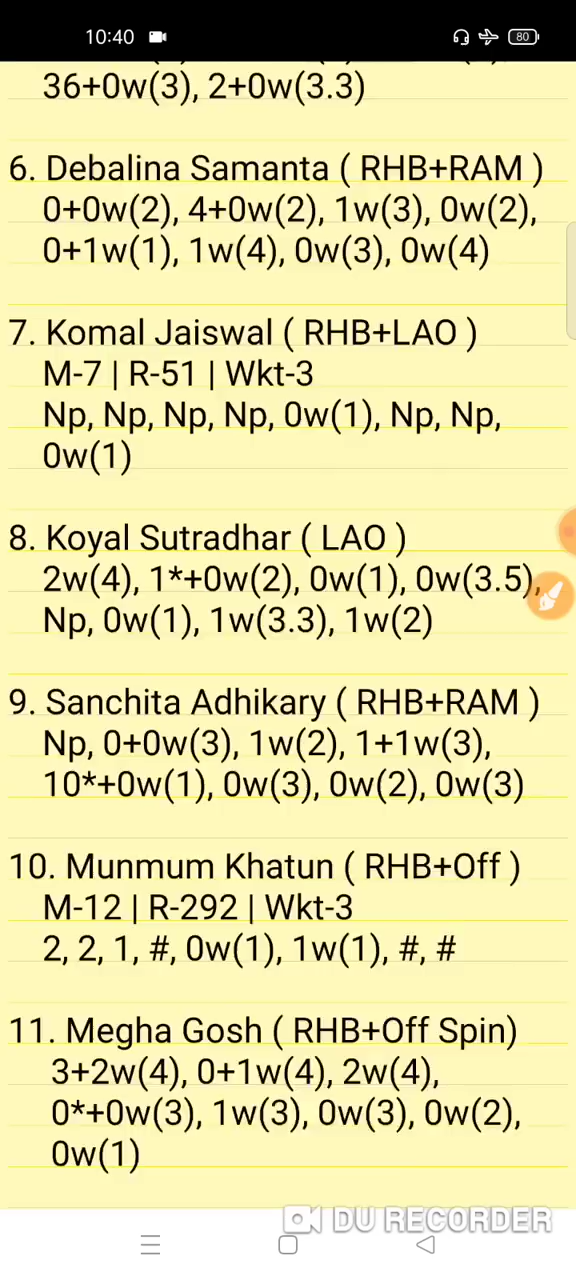 10:40
80
36+0w(3), 2+0w(3.3)
6. Debalina Samanta ( RHB+RAM )
0+0w(2), 4+0w(2), 1w(3), 0w(2),
0+1w(1), 1w(4), 0w(3), 0w(4)
7. Komal Jaiswal ( RHB+LAO )
M-7 | R-51 | Wkt-3
Np, Np, Np, Np, 0w(1), Np, Np,
0w(1)
8. Koyal Sutradhar ( LAO )
2w(4), 1*+0w(2), 0w(1), 0w(3.5),
Np, 0w(1), 1w(3.3), 1w(2)
9. Sanchita Adhikary ( RHB+RAM )
Np, 0+0w(3), 1w(2), 1+1w(3),
10*+0w(1), 0w(3), 0w(2), 0w(3)
10. Munmum Khatun ( RHB+Off )
M-12 | R-292 | Wkt-3
2, 2, 1, #, 0w(1), 1w(1), #, #
11. Megha Gosh ( RHB+Off Spin)
3+2w(4), 0+1w(4), 2w(4),
0*+0w(3), 1w(3), 0w(3), 0w(2),
0w(1)
DU RECORDER